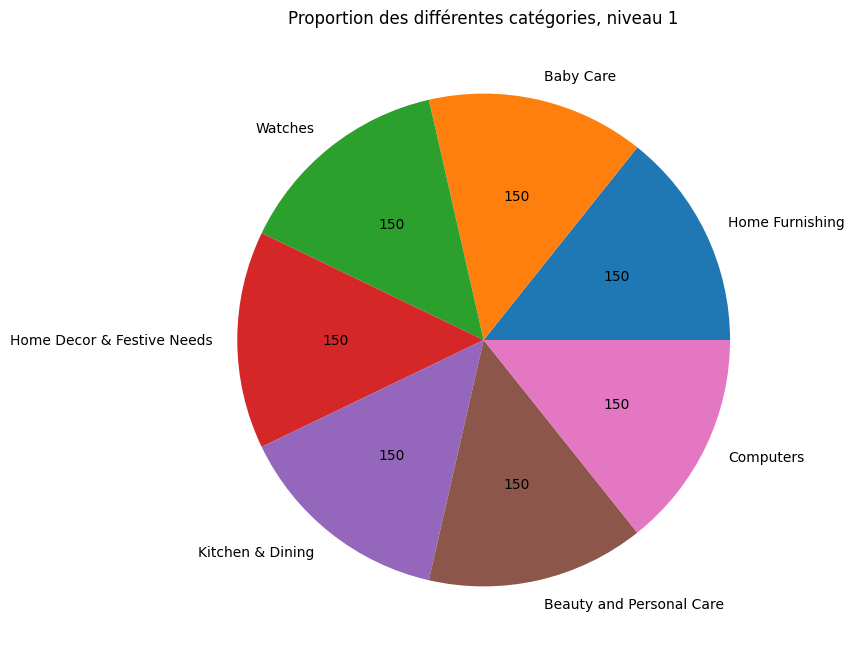 Proportion des différentes catégories, niveau 1
Baby Care
Watches
Home Furnishing
150
150
150
150
Home Decor & Festive Needs
150
150
150
Computers
Kitchen & Dining
Beauty and Personal Care